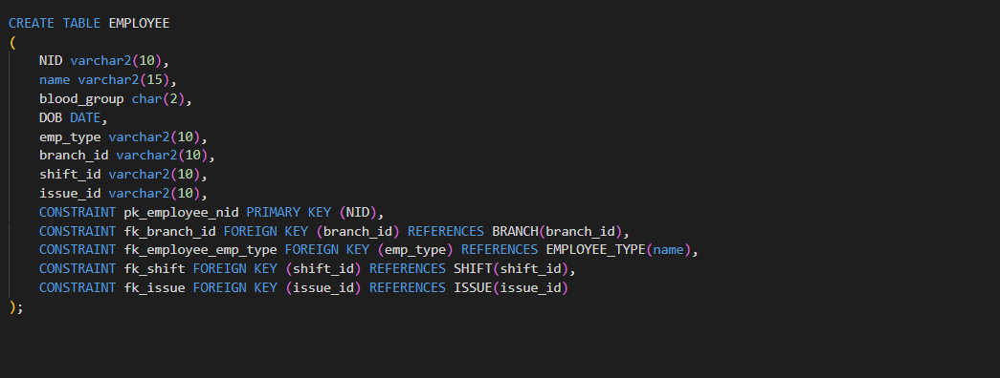 CREATE TABLE EMPLOYEE
(
    NID varchar2(10),
    name varchar2(15),
    blood_group char(2),
    DOB DATE,
    emp_type varchar2(10),
    branch_id varchar2(10),
    shift_id varchar2(10),
    issue_id varchar2(10),
    CONSTRAINT pk_employee_nid PRIMARY KEY (NID),
    CONSTRAINT fk_branch_id FOREIGN KEY (branch_id) REFERENCES BRANCH(branch_id),
    CONSTRAINT fk_employee_emp_type FOREIGN KEY (emp_type) REFERENCES EMPLOYEE_TYPE(name),
    CONSTRAINT fk_shift FOREIGN KEY (shift_id) REFERENCES SHIFT(shift_id),
    CONSTRAINT fk_issue FOREIGN KEY (issue_id) REFERENCES ISSUE(issue_id)
);